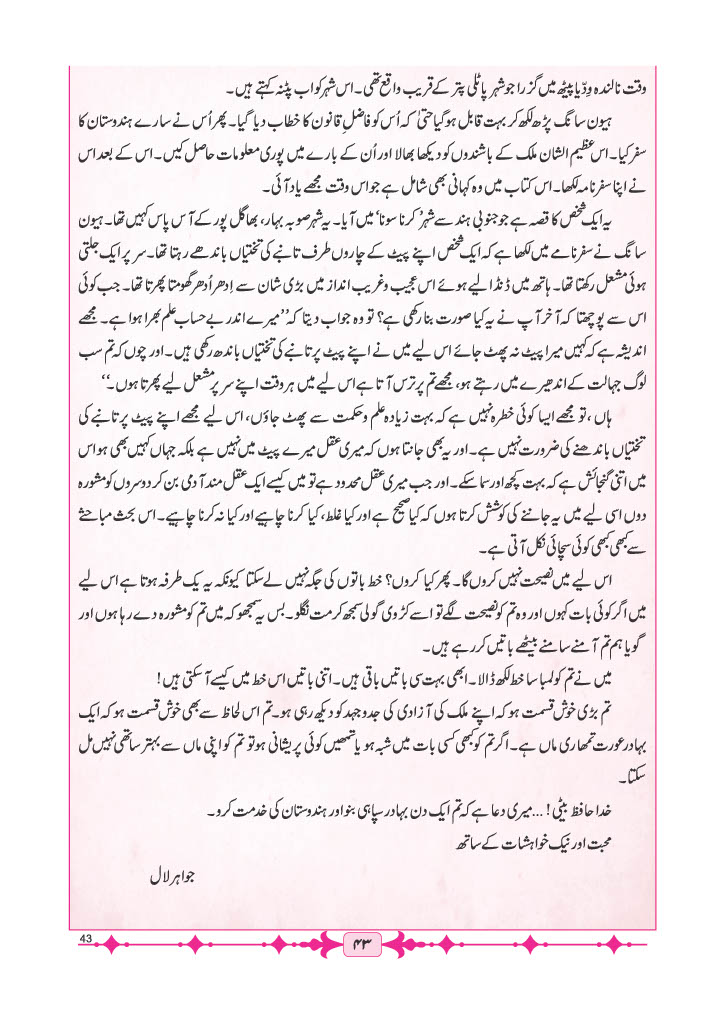 وقت نالندہ وِدّیا پیٹھ میں گزرا جو شہر پاٹلی پتر کے قریب واقع تھی۔ اس شہر کو اب پٹنہ کہتے ہیں۔
ہیون سانگ پڑھ لکھ کر بہت قابل ہوگیا حتیٰ کہ اُس کو فاضلِ قانون کا خطاب دیا گیا۔ پھر اُس نے سارے ہندوستان کا
سفر کیا۔ اس عظیم الشان ملک کے باشندوں کو دیکھا بھالا اور اُن کے بارے میں پوری معلومات حاصل کیں۔ اس کے بعد اس
نے اپنا سفرنامہ لکھا۔ اس کتاب میں وہ کہانی بھی شامل ہے جو اس وقت مجھے یاد آئی۔
یہ ایک شخص کا قصہ ہے جو جنوبی ہند سے شہر ’کرنا سونا‘ میں آیا۔ یہ شہر صوبہ بہار، بھاگل پور کے آس پاس کہیں تھا۔ ہیون
سانگ نے سفرنامے میں لکھا ہے کہ ایک شخص اپنے پیٹ کے چاروں طرف تانبے کی تختیاں باندھے رہتا تھا۔ سر پر ایک جلتی
ہوئی مشعل رکھتا تھا۔ ہاتھ میں ڈنڈا لیے ہوئے اس عجیب وغریب انداز میں بڑی شان سے اِدھر اُدھر گھومتا پھرتا تھا۔ جب کوئی
اس سے پوچھتا کہ آخر آپ نے یہ کیا صورت بنا رکھی ہے؟ تو وہ جواب دیتا کہ ’’میرے اندر بے حساب علم بھرا ہوا ہے۔ مجھے
اندیشہ ہے کہ کہیں میرا پیٹ نہ پھٹ جائے اس لیے میں نے اپنے پیٹ پر تانبے کی تختیاں باندھ رکھی ہیں۔ اور چوں کہ تم سب
لوگ جہالت کے اندھیرے میں رہتے ہو، مجھے تم پر ترس آتا ہے اس لیے میں ہر وقت اپنے سر پر مشعل لیے پھرتا ہوں۔‘‘
ہاں، تو مجھے ایسا کوئی خطرہ نہیں ہے کہ بہت زیادہ علم وحکمت سے پھٹ جاؤں، اس لیے مجھے اپنے پیٹ پر تانبے کی
تختیاں باندھنے کی ضرورت نہیں ہے۔ اور یہ بھی جانتا ہوں کہ میری عقل میرے پیٹ میں نہیں ہے بلکہ جہاں کہیں بھی ہو اس
میں اتنی گنجائش ہے کہ بہت کچھ اور سما سکے۔ اور جب میری عقل محدود ہے تو میں کیسے ایک عقل مند آدمی بن کر دوسروں کو مشورہ
دوں اسی لیے میں یہ جاننے کی کوشش کرتا ہوں کہ کیا صحیح ہے اور کیا غلط، کیا کرنا چاہیے اور کیا نہ کرنا چاہیے۔ اس بحث مباحثے
سے کبھی کبھی کوئی سچائی نکل آتی ہے۔
اس لیے میں نصیحت نہیں کروں گا۔ پھر کیا کروں؟ خط باتوں کی جگہ نہیں لے سکتا کیونکہ یہ یک طرفہ ہوتا ہے اس لیے
میں اگر کوئی بات کہوں اور وہ تم کو نصیحت لگے تو اسے کڑوی گولی سمجھ کر مت نگلو۔ بس یہ سمجھو کہ میں تم کو مشورہ دے رہا ہوں اور
گویا ہم تم آمنے سامنے بیٹھے باتیں کر رہے ہیں۔
میں نے تم کو لمبا سا خط لکھ ڈالا۔ ابھی بہت سی باتیں باقی ہیں۔ اتنی باتیں اس خط میں کیسے آسکتی ہیں!
تم بڑی خوش قسمت ہو کہ اپنے ملک کی آزادی کی جدوجہد کو دیکھ رہی ہو۔ تم اس لحاظ سے بھی خوش قسمت ہو کہ ایک
بہادر عورت تمھاری ماں ہے۔ اگر تم کو کبھی کسی بات میں شبہ ہو یا تمھیں کوئی پریشانی ہو تو تم کو اپنی ماں سے بہتر ساتھی نہیں مل
سکتا۔
خدا حافظ بیٹی! ... میری دعا ہے کہ تم ایک دن بہادر سپاہی بنو اور ہندوستان کی خدمت کرو۔
محبت اور نیک خواہشات کے ساتھ
جواہر لال
43
۴۳